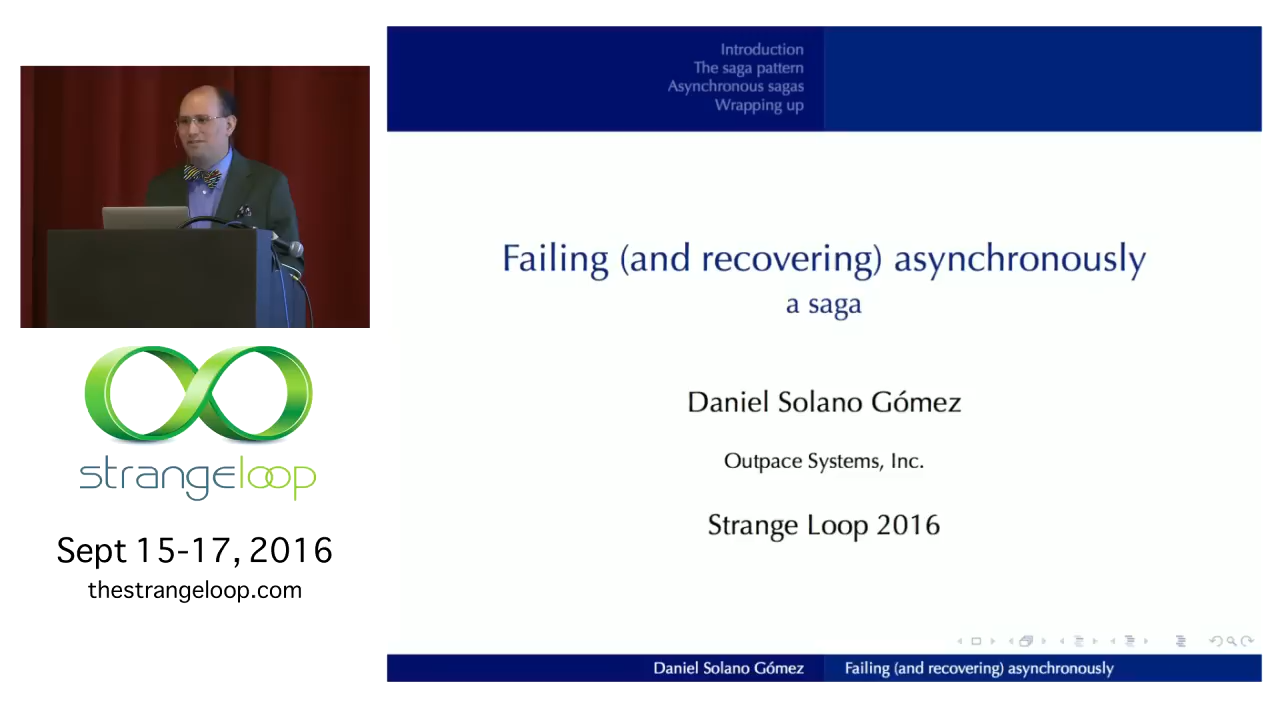 strangeloop
Sept 15-17, 2016
thestrangeloop.com
Introduction
The saga pattern
Asynchronous sagas
Wrapping up
Failing (and recovering) asynchronously
a saga
Daniel Solano Gómez
Outpace Systems, Inc.
Strange Loop 2016
Daniel Solano Gómez
Failing (and recovering) asynchronously